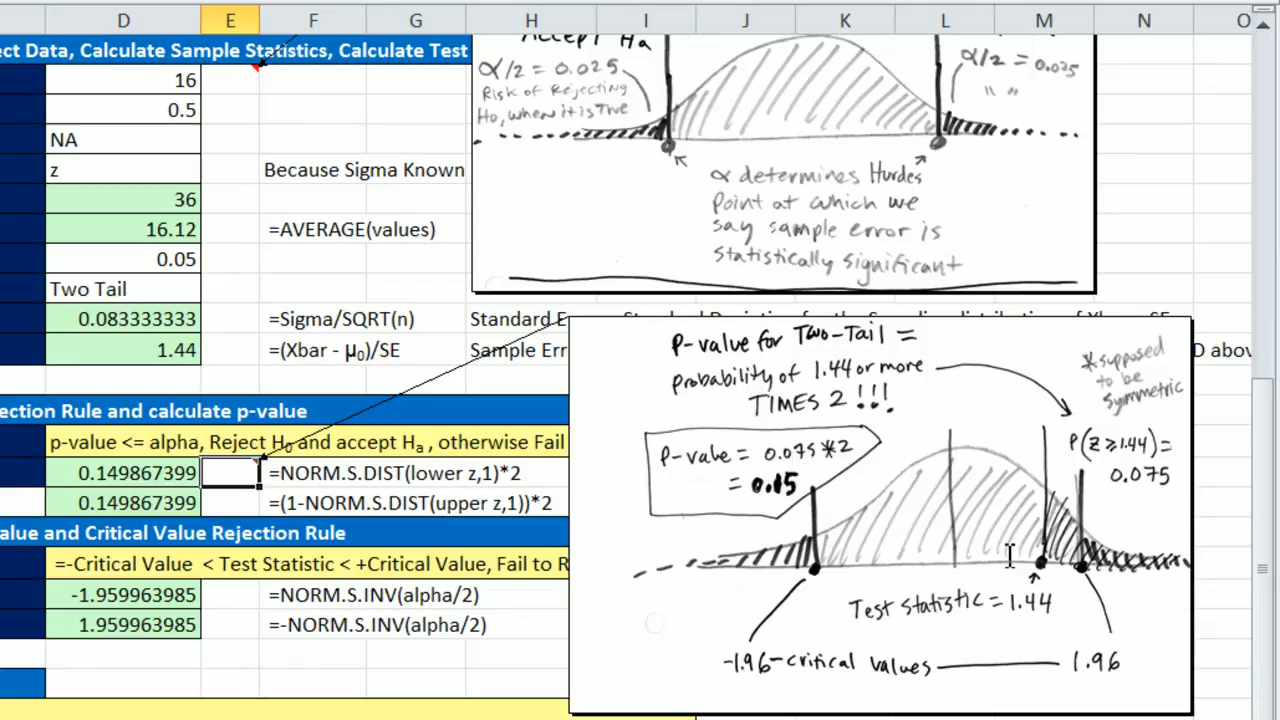 D E F G H I J K L M N O
ect Data, Calculate Sample Statistics, Calculate Test
16
0.5
NA
z Because Sigma Known
36
16.12 =AVERAGE(values)
0.05
Two Tail
0.083333333 =Sigma/SQRT(n)
1.44 =(Xbar - μ0)/SE Sample Err D above
ection Rule and calculate p-value
p-value <= alpha, Reject H0 and accept Ha , otherwise Fail
0.149867399 =NORM.S.DIST(lower z,1)*2
0.149867399 =(1-NORM.S.DIST(upper z,1))*2
alue and Critical Value Rejection Rule
=-Critical Value < Test Statistic < +Critical Value, Fail to R
-1.959963985 =NORM.S.INV(alpha/2)
1.959963985 =-NORM.S.INV(alpha/2)
Accept Ha
α/2 = 0.025
Risk of Rejecting
Ho, when it is True
α/2 = 0.025
" "
α determines Hurdes
Point at which we
say sample error is
statistically significant
P-value for Two-Tail =
probability of 1.44 or more
TIMES 2 !!!
* supposed
to be
symmetric
P-value = 0.075 *2
= 0.15
P(Z≥1.44)=
0.075
Test statistic = 1.44
-1.96 - critical values 1.96